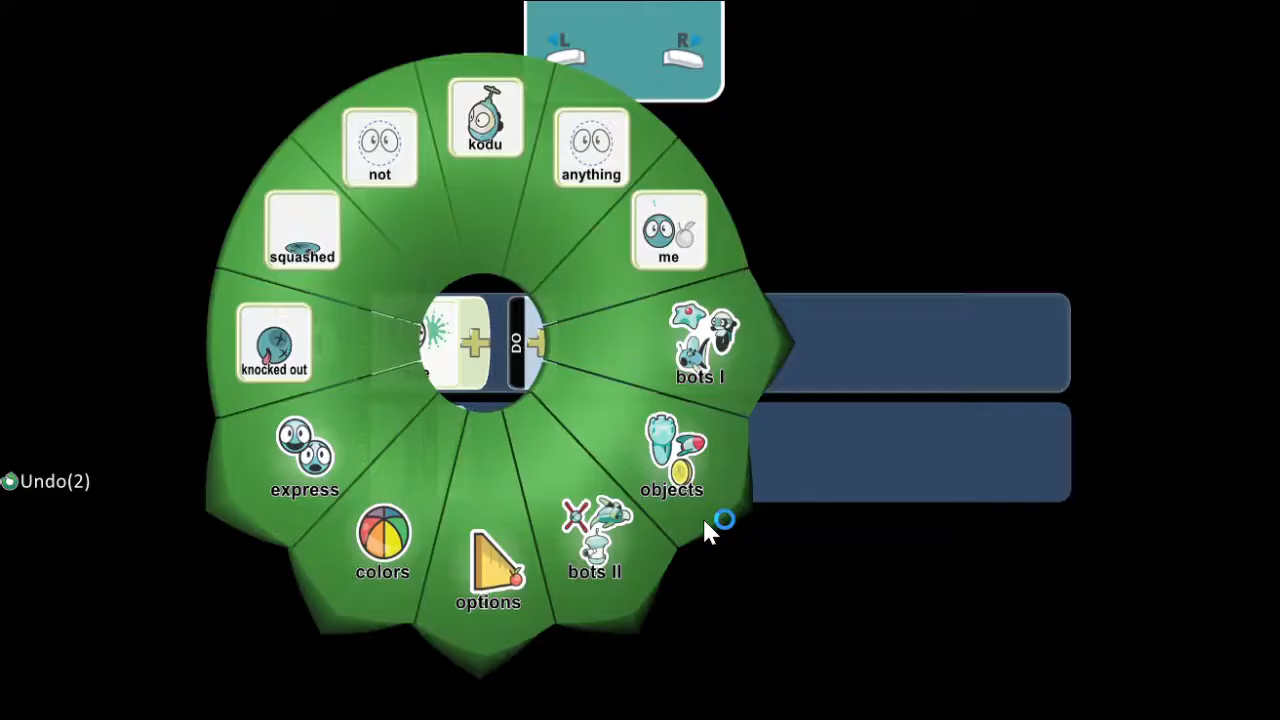 L R
kodu
not anything
squashed me
knocked out DO bots I
express objects
Undo(2)
colors bots II
options